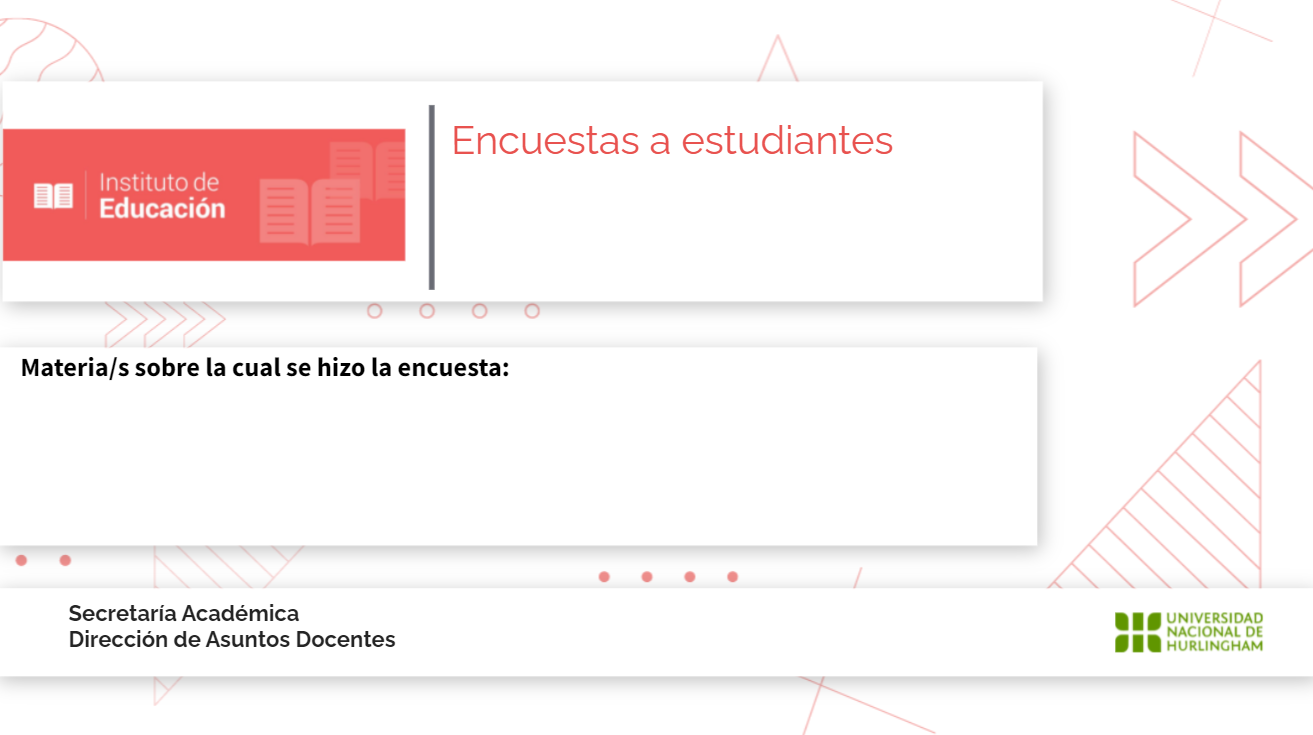 Encuestas a estudiantes
Instituto de
Educación
Materia/s sobre la cual se hizo la encuesta:
Secretaría Académica
Dirección de Asuntos Docentes
UNIVERSIDAD
NACIONAL DE
HURLINGHAM